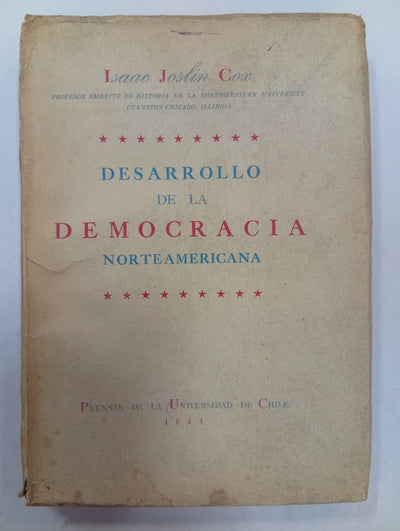 Isaac Joslin Cox
PROFESOR EMERITO DE HISTORIA EN LA NORTHWESTERN UNIVERSITY
EVANSTON-CHICAGO, ILLINOIS
DESARROLLO
DE LA
DEMOCRACIA
NORTEAMERICANA
PRENSAS DE LA UNIVERSIDAD DE CHILE
1943